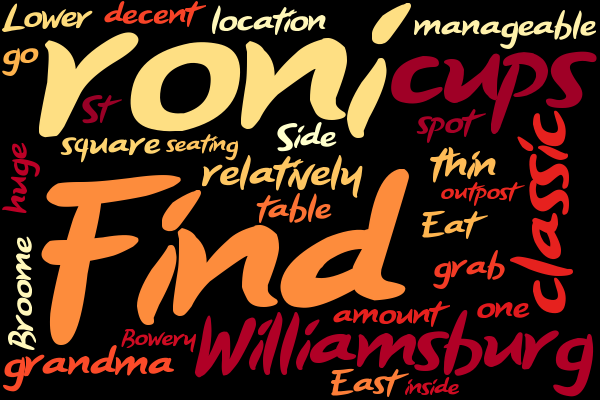 Lower decent location manageable
go roni cups
St spot
square seating Side
huge relatively thin classic
outpost
table Eat
Find
Broome grab
amount one
Bowery Williamsburg
grandma
East inside